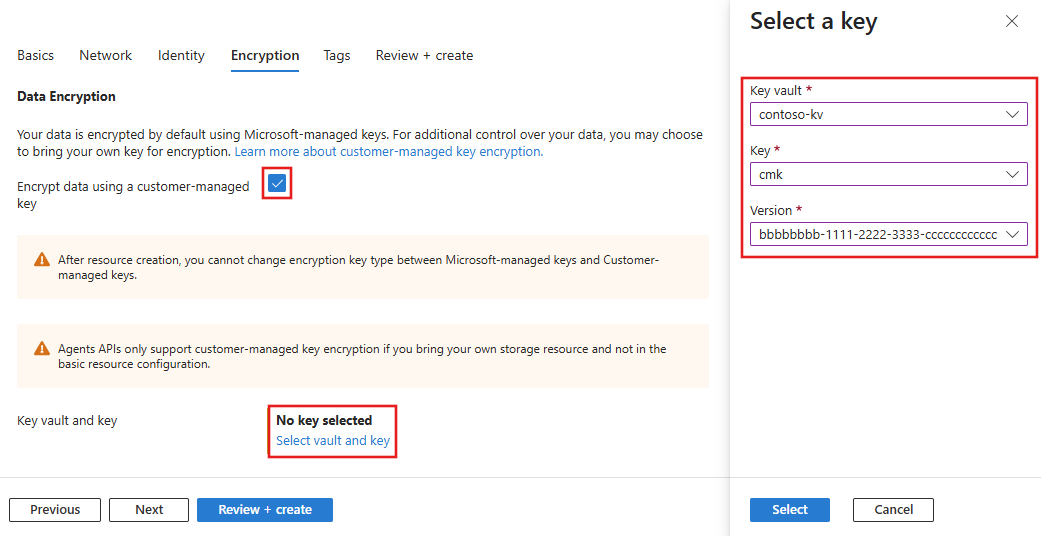 Basics Network Identity Encryption Tags Review + create
Data Encryption
Your data is encrypted by default using Microsoft-managed keys. For additional control over your data, you may choose
to bring your own key for encryption. Learn more about customer-managed key encryption.
Encrypt data using a customer-managed
key
After resource creation, you cannot change encryption key type between Microsoft-managed keys and Customer-
managed keys.
Agents APIs only support customer-managed key encryption if you bring your own storage resource and not in the
basic resource configuration.
Key vault and key
No key selected
Select vault and key
Previous Next Review + create
Select a key
Key vault *
contoso-kv
Key *
cmk
Version *
bbbbbbbb-1111-2222-3333-cccccccccccc
Select Cancel